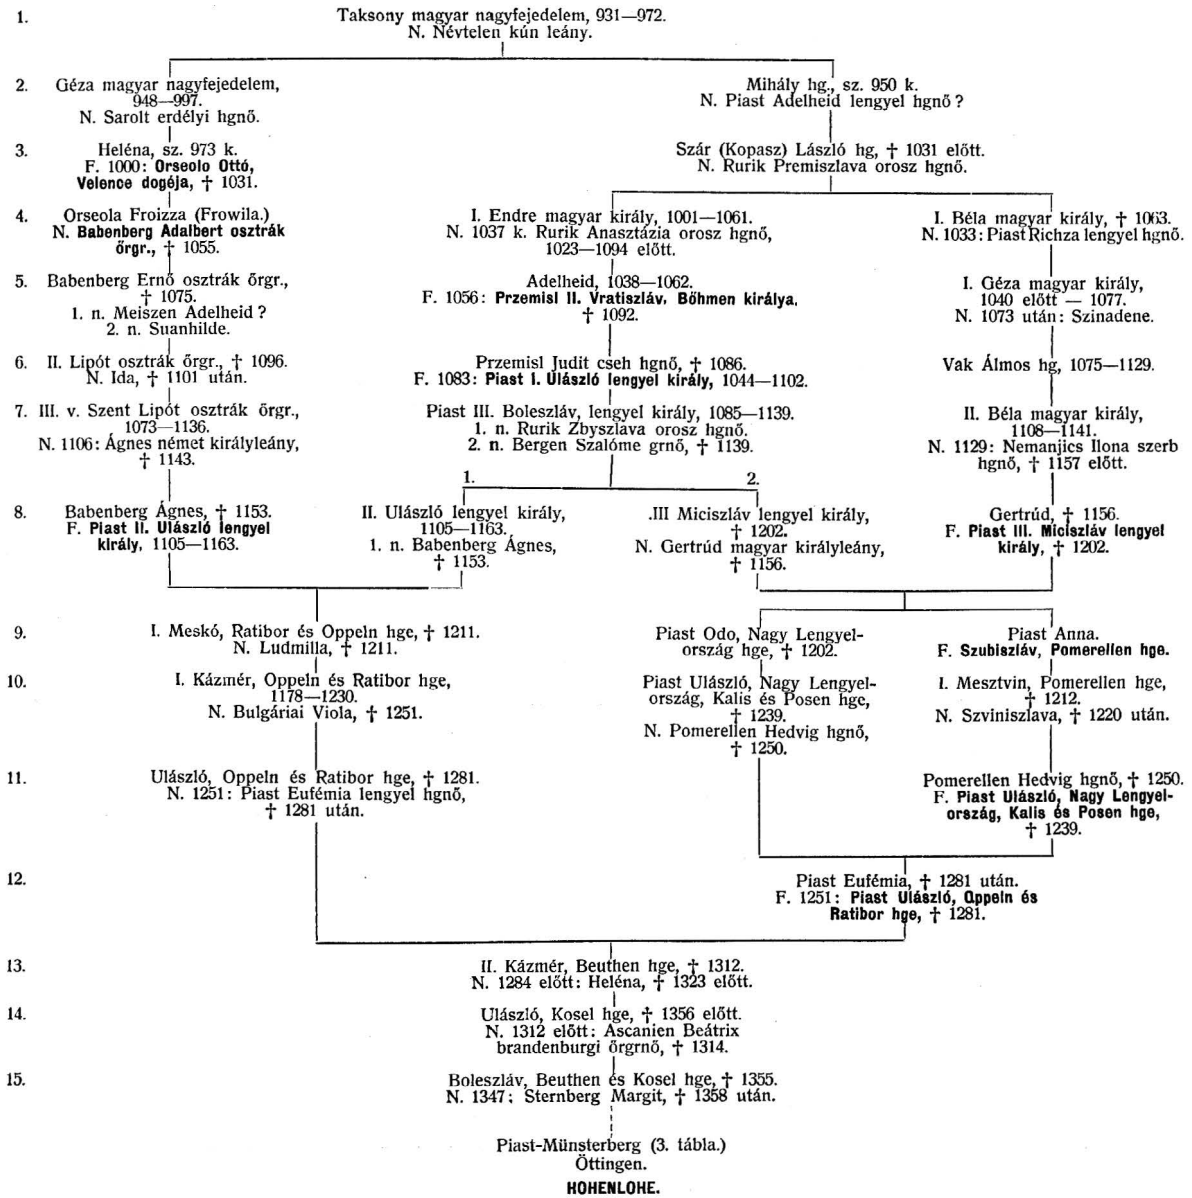 1.
Taksony magyar nagyfejedelem, 931—972.
N. Névtelen kún leány.
2.
Géza magyar nagyfejedelem,
948—997.
N. Sarolt erdélyi hgnő.
Mihály hg., sz. 950 k.
N. Piast Adelheid lengyel hgnő?
3.
Heléna, sz. 973 k.
F. 1000: Orseolo Ottó,
Velence dogéja, † 1031.
Szár (Kopasz) László hg, † 1031 előtt.
N. Rurik Premiszlava orosz hgnő.
4.
Orseola Froizza (Frowila.)
N. Babenberg Adalbert osztrák
őrgr., † 1055.
I. Endre magyar király, 1001—1061.
N. 1037 k. Rurik Anasztázia orosz hgnő,
1023—1094 előtt.
I. Béla magyar király, † 1063.
N. 1033: Piast Richza lengyel hgnő.
5.
Babenberg Ernő osztrák őrgr.,
† 1075.
1. n. Meiszen Adelheid?
2. n. Suanhilde.
Adelheid, 1038—1062.
F. 1056: Przemisl II. Vratiszláv, Bőhmen királya,
† 1092.
I. Géza magyar király,
1040 előtt — 1077.
N. 1073 után: Szinadene.
6.
II. Lipót osztrák őrgr., † 1096.
N. Ida, † 1101 után.
Przemisl Judit cseh hgnő, † 1086.
F. 1083: Piast I. Ulászló lengyel király, 1044—1102.
Vak Álmos hg, 1075—1129.
7.
III. v. Szent Lipót osztrák őrgr.,
1073—1136.
N. 1106: Ágnes német királyleány,
† 1143.
Piast III. Boleszláv, lengyel király, 1085—1139.
1. n. Rurik Zbyszlava orosz hgnő.
2. n. Bergen Szalóme grnő, † 1139.
II. Béla magyar király,
1108—1141.
N. 1129: Nemanjics Ilona szerb
hgnő, † 1157 előtt.
1.
2.
8.
Babenberg Ágnes, † 1153.
F. Piast II. Ulászló lengyel
király, 1105—1163.
II. Ulászló lengyel király,
1105—1163.
1. n. Babenberg Ágnes,
† 1153.
.III Miciszláv lengyel király,
† 1202.
N. Gertrúd magyar királyleány,
† 1156.
Gertrúd, † 1156.
F. Piast III. Miciszláv lengyel
király, † 1202.
9.
I. Meskó, Ratibor és Oppeln hge, † 1211.
N. Ludmilla, † 1211.
Piast Odo, Nagy Lengyel-
ország hge, † 1202.
Piast Anna.
F. Szubiszláv, Pomerellen hge.
10.
I. Kázmér, Oppeln és Ratibor hge,
1178—1230.
N. Bulgáriai Viola, † 1251.
Piast Ulászló, Nagy Lengyel-
ország, Kalis és Posen hge,
† 1239.
N. Pomerellen Hedvig hgnő,
† 1250.
I. Mesztvin, Pomerellen hge,
† 1212.
N. Szviniszlava, † 1220 után.
11.
Ulászló, Oppeln és Ratibor hge, † 1281.
N. 1251: Piast Eufémia lengyel hgnő,
† 1281 után.
Pomerellen Hedvig hgnő, † 1250.
F. Piast Ulászló, Nagy Lengyel-
ország, Kalis és Posen hge,
† 1239.
12.
Piast Eufémia, † 1281 után.
F. 1251: Piast Ulászló, Oppeln és
Ratibor hge, † 1281.
13.
II. Kázmér, Beuthen hge, † 1312.
N. 1284 előtt: Heléna, † 1323 előtt.
14.
Ulászló, Kosel hge, † 1356 előtt.
N. 1312 előtt: Ascanien Beátrix
brandenburgi őrgrnő, † 1314.
15.
Boleszláv, Beuthen és Kosel hge, † 1355.
N. 1347: Sternberg Margit, † 1358 után.
Piast-Münsterberg (3. tábla.)
Öttingen.
HOHENLOHE.